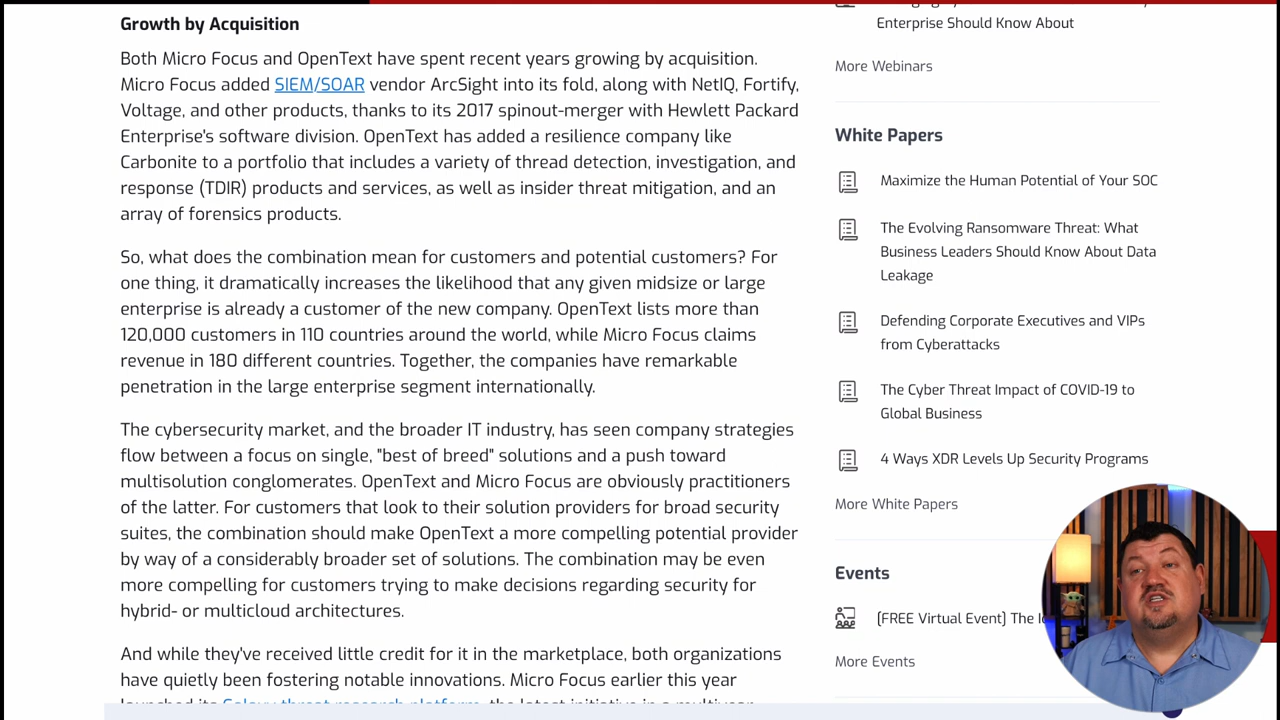 Growth by Acquisition
Both Micro Focus and OpenText have spent recent years growing by acquisition.
Micro Focus added SIEM/SOAR vendor ArcSight into its fold, along with NetIQ, Fortify,
Voltage, and other products, thanks to its 2017 spinout-merger with Hewlett Packard
Enterprise's software division. OpenText has added a resilience company like
Carbonite to a portfolio that includes a variety of thread detection, investigation, and
response (TDIR) products and services, as well as insider threat mitigation, and an
array of forensics products.
So, what does the combination mean for customers and potential customers? For
one thing, it dramatically increases the likelihood that any given midsize or large
enterprise is already a customer of the new company. OpenText lists more than
120,000 customers in 110 countries around the world, while Micro Focus claims
revenue in 180 different countries. Together, the companies have remarkable
penetration in the large enterprise segment internationally.
The cybersecurity market, and the broader IT industry, has seen company strategies
flow between a focus on single, "best of breed" solutions and a push toward
multisolution conglomerates. OpenText and Micro Focus are obviously practitioners
of the latter. For customers that look to their solution providers for broad security
suites, the combination should make OpenText a more compelling potential provider
by way of a considerably broader set of solutions. The combination may be even
more compelling for customers trying to make decisions regarding security for
hybrid- or multicloud architectures.
And while they've received little credit for it in the marketplace, both organizations
have quietly been fostering notable innovations. Micro Focus earlier this year
launched its Galaxy threat research platform, the latest initiative in a multiyear
Enterprise Should Know About
More Webinars
White Papers
Maximize the Human Potential of Your SOC
The Evolving Ransomware Threat: What
Business Leaders Should Know About Data
Leakage
Defending Corporate Executives and VIPs
from Cyberattacks
The Cyber Threat Impact of COVID-19 to
Global Business
4 Ways XDR Levels Up Security Programs
More White Papers
Events
[FREE Virtual Event] The
More Events